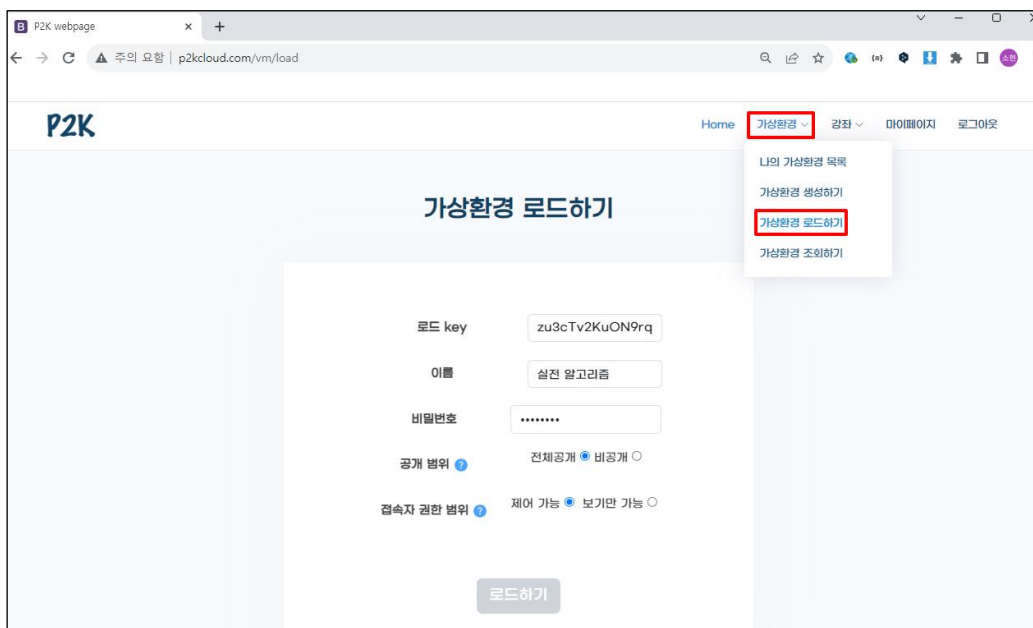 P2K webpage
주의 요함 | p2kcloud.com/vm/load
소현
P2K
Home 가상환경 강좌 마이페이지 로그아웃
나의 가상환경 목록
가상환경 생성하기
가상환경 로드하기
가상환경 조회하기
가상환경 로드하기
로드 key zu3cTv2KuON9rq
이름 실전 알고리즘
비밀번호 ••••••••
공개 범위 ? 전체공개 비공개
접속자 권한 범위 ? 제어 가능 보기만 가능
로드하기